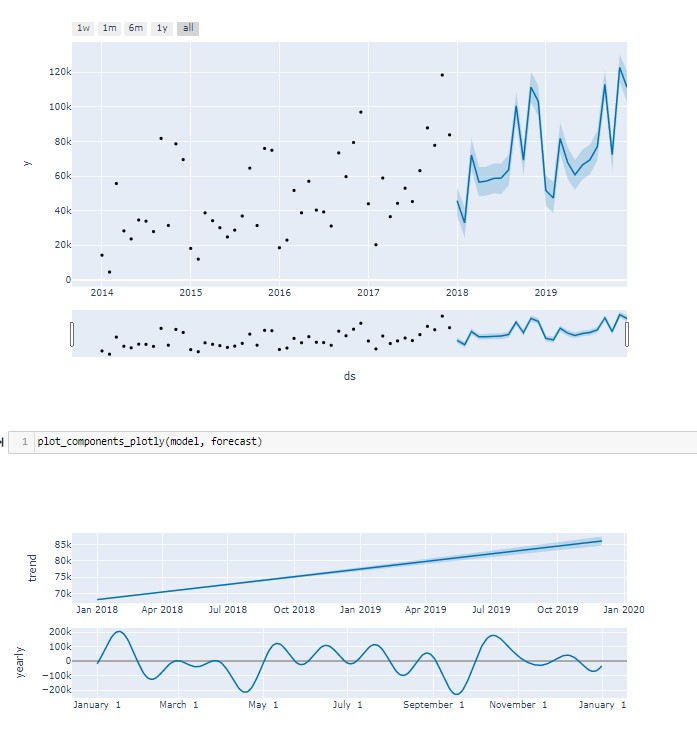 1w 1m 6m 1y all
120k
100k
80k
60k
40k
20k
0
y
2014 2015 2016 2017 2018 2019
ds
1 plot_components_plotly(model, forecast)
85k
80k
75k
70k
trend
Jan 2018 Apr 2018 Jul 2018 Oct 2018 Jan 2019 Apr 2019 Jul 2019 Oct 2019 Jan 2020
200k
100k
0
−100k
−200k
yearly
January 1 March 1 May 1 July 1 September 1 November 1 January 1